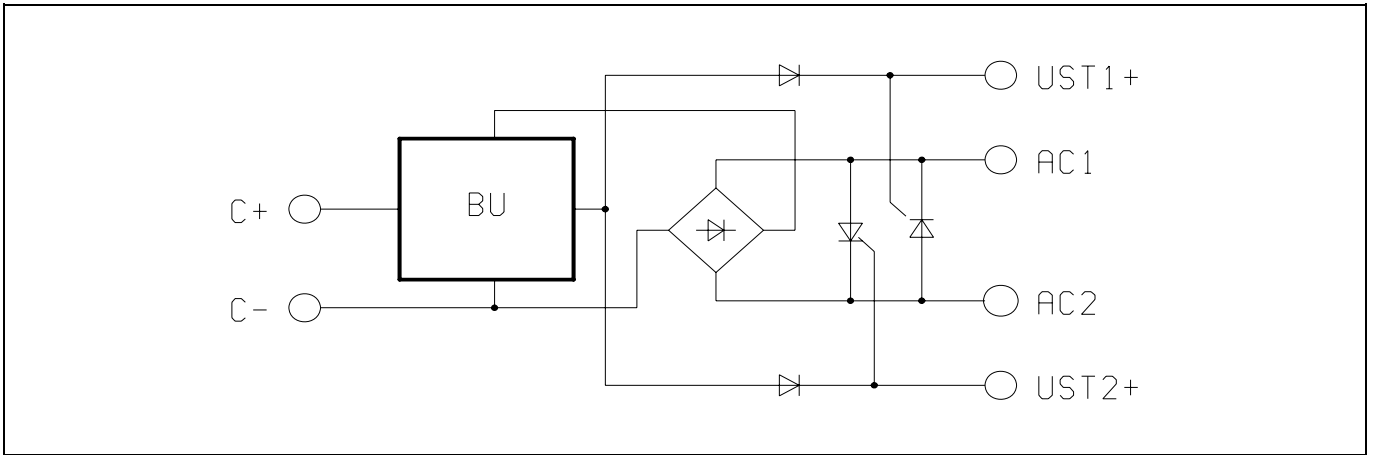 UST1+
AC1
BU
C+
C-
AC2
UST2+